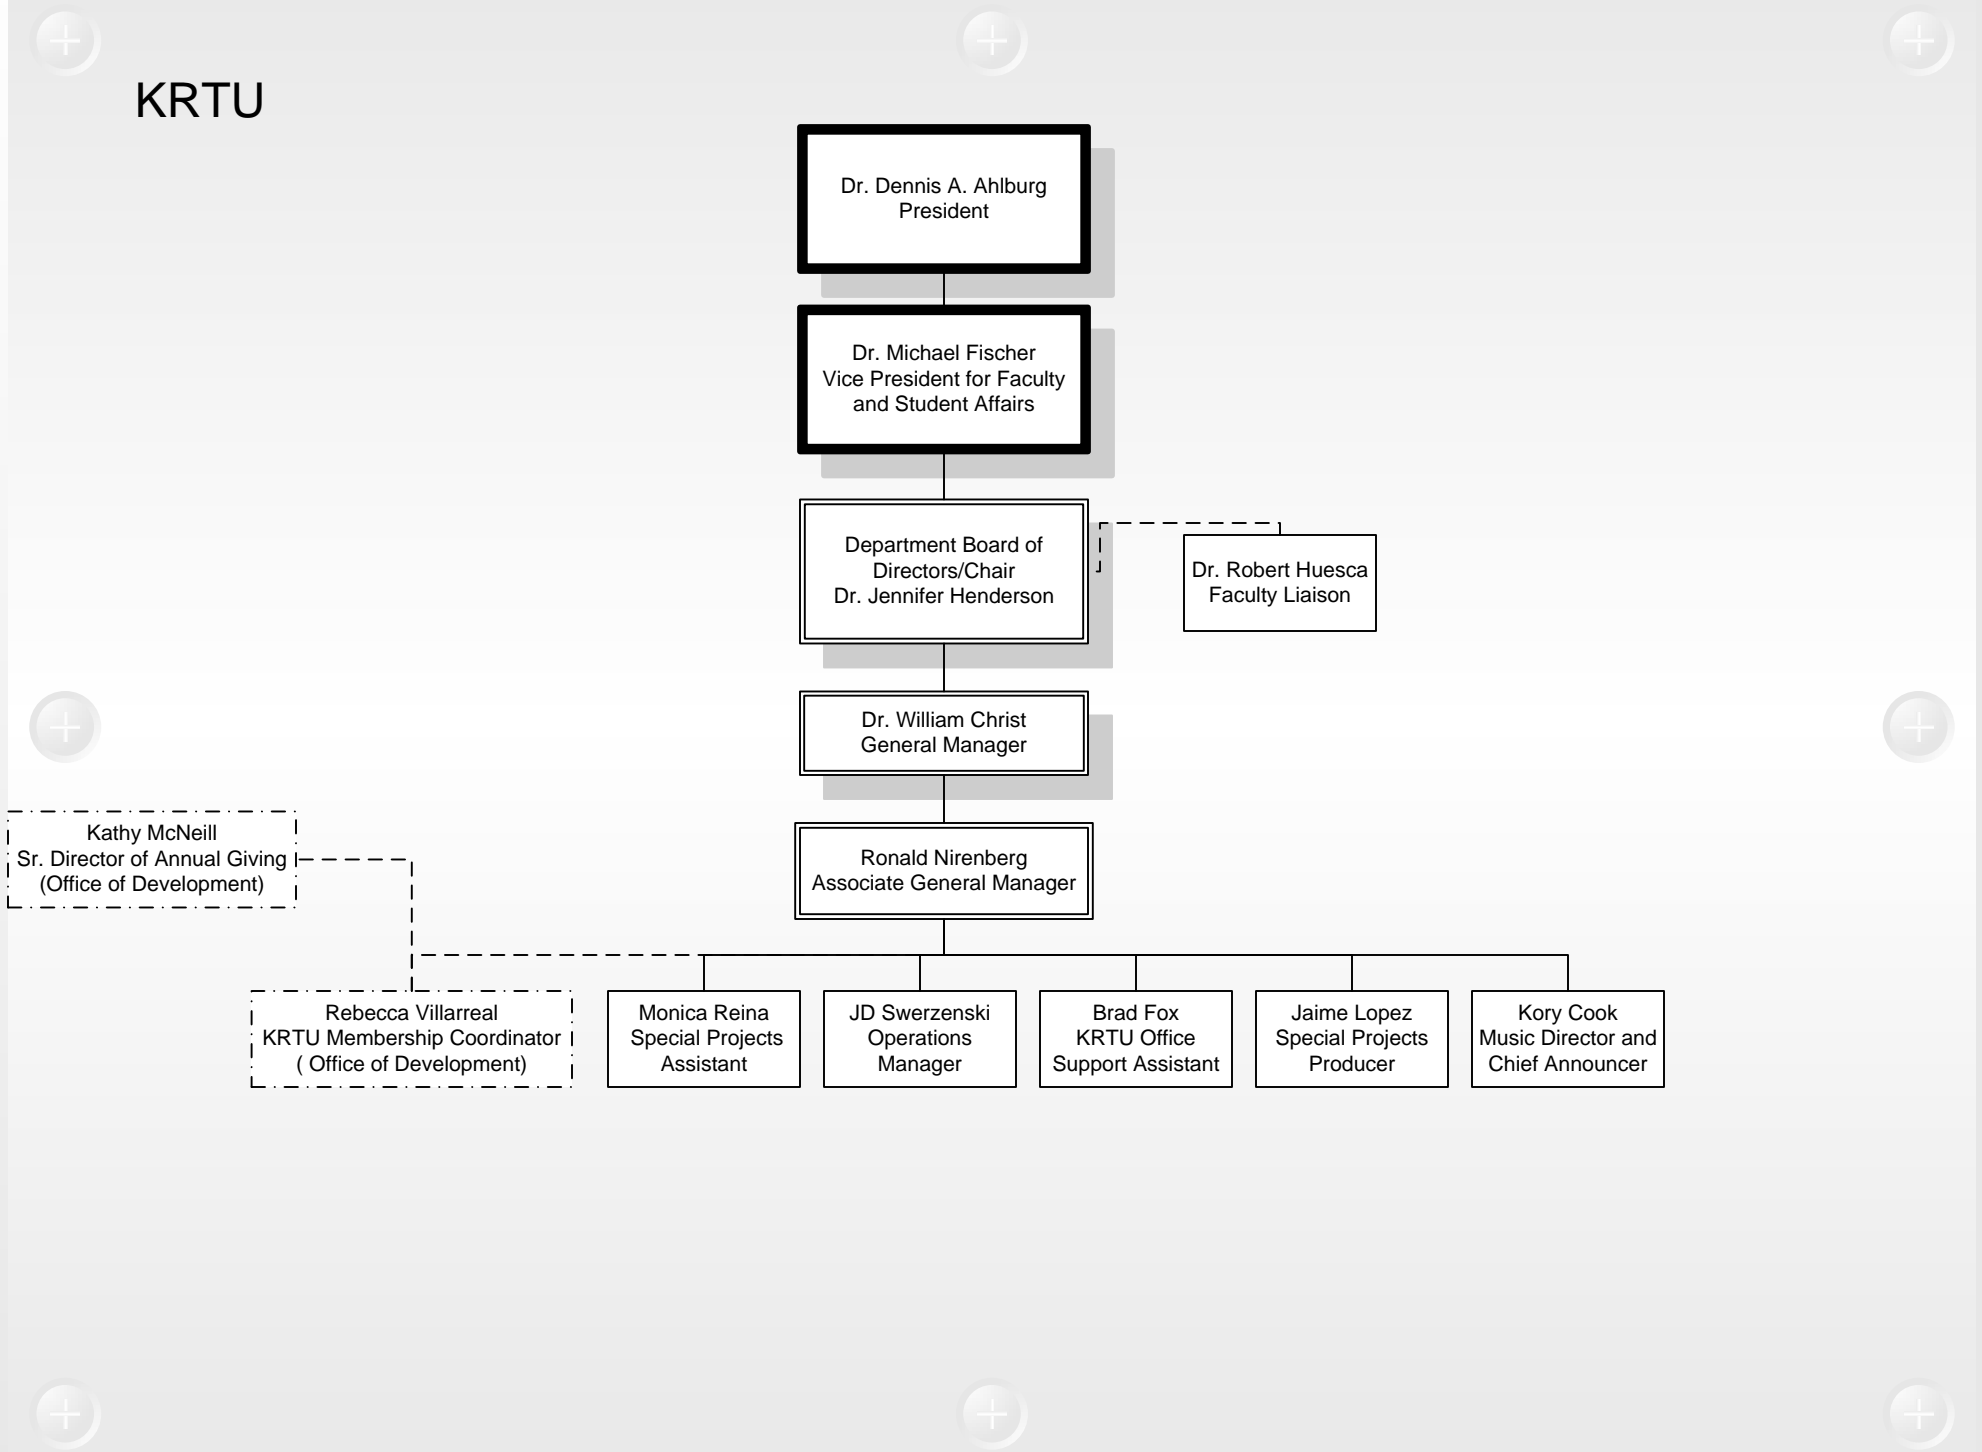 KRTU
Dr. Dennis A. Ahlburg
President
Dr. Michael Fischer
Vice President for Faculty
and Student Affairs
Department Board of
Directors/Chair
Dr. Jennifer Henderson
Dr. Robert Huesca
Faculty Liaison
Dr. William Christ
General Manager
Kathy McNeill
Sr. Director of Annual Giving
(Office of Development)
Ronald Nirenberg
Associate General Manager
Rebecca Villarreal
KRTU Membership Coordinator
( Office of Development)
Monica Reina
Special Projects
Assistant
JD Swerzenski
Operations
Manager
Brad Fox
KRTU Office
Support Assistant
Jaime Lopez
Special Projects
Producer
Kory Cook
Music Director and
Chief Announcer